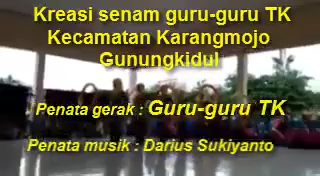 Kreasi senam guru-guru TK
Kecamatan Karangmojo
Gunungkidul
Penata gerak : Guru-guru TK
Penata musik : Darius Sukiyanto